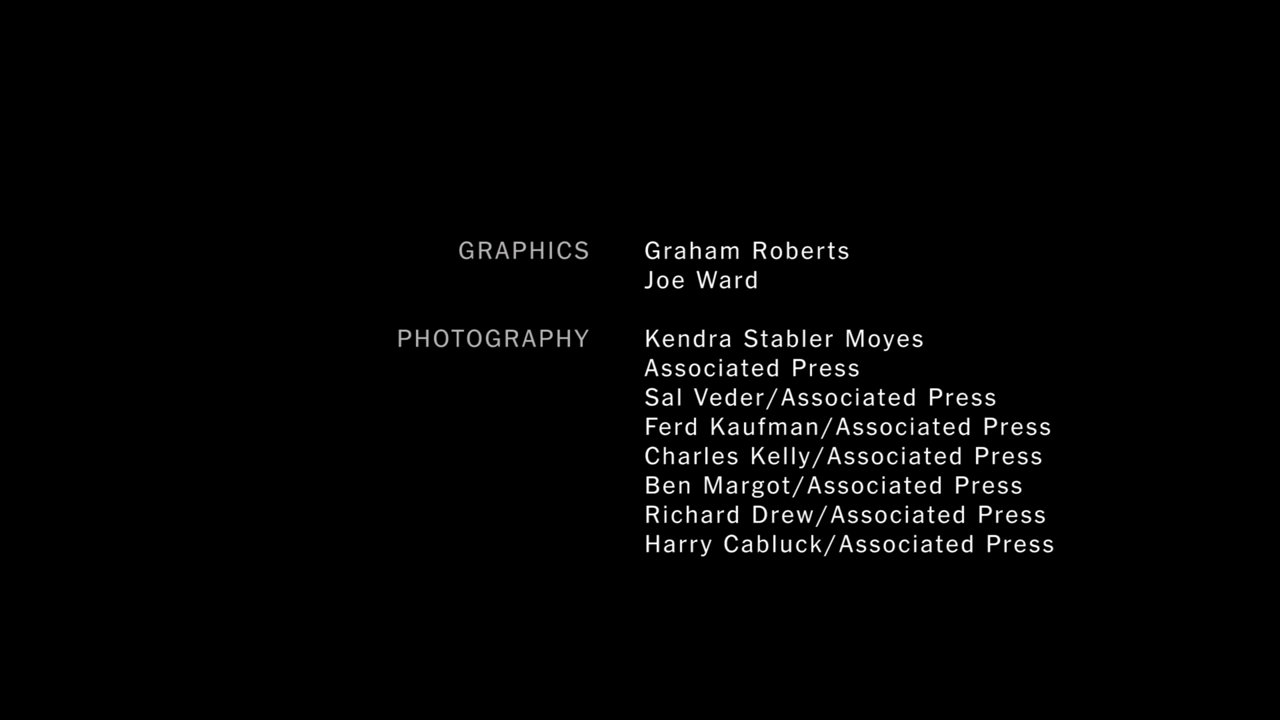 GRAPHICS Graham Roberts
Joe Ward
PHOTOGRAPHY Kendra Stabler Moyes
Associated Press
Sal Veder/Associated Press
Ferd Kaufman/Associated Press
Charles Kelly/Associated Press
Ben Margot/Associated Press
Richard Drew/Associated Press
Harry Cabluck/Associated Press